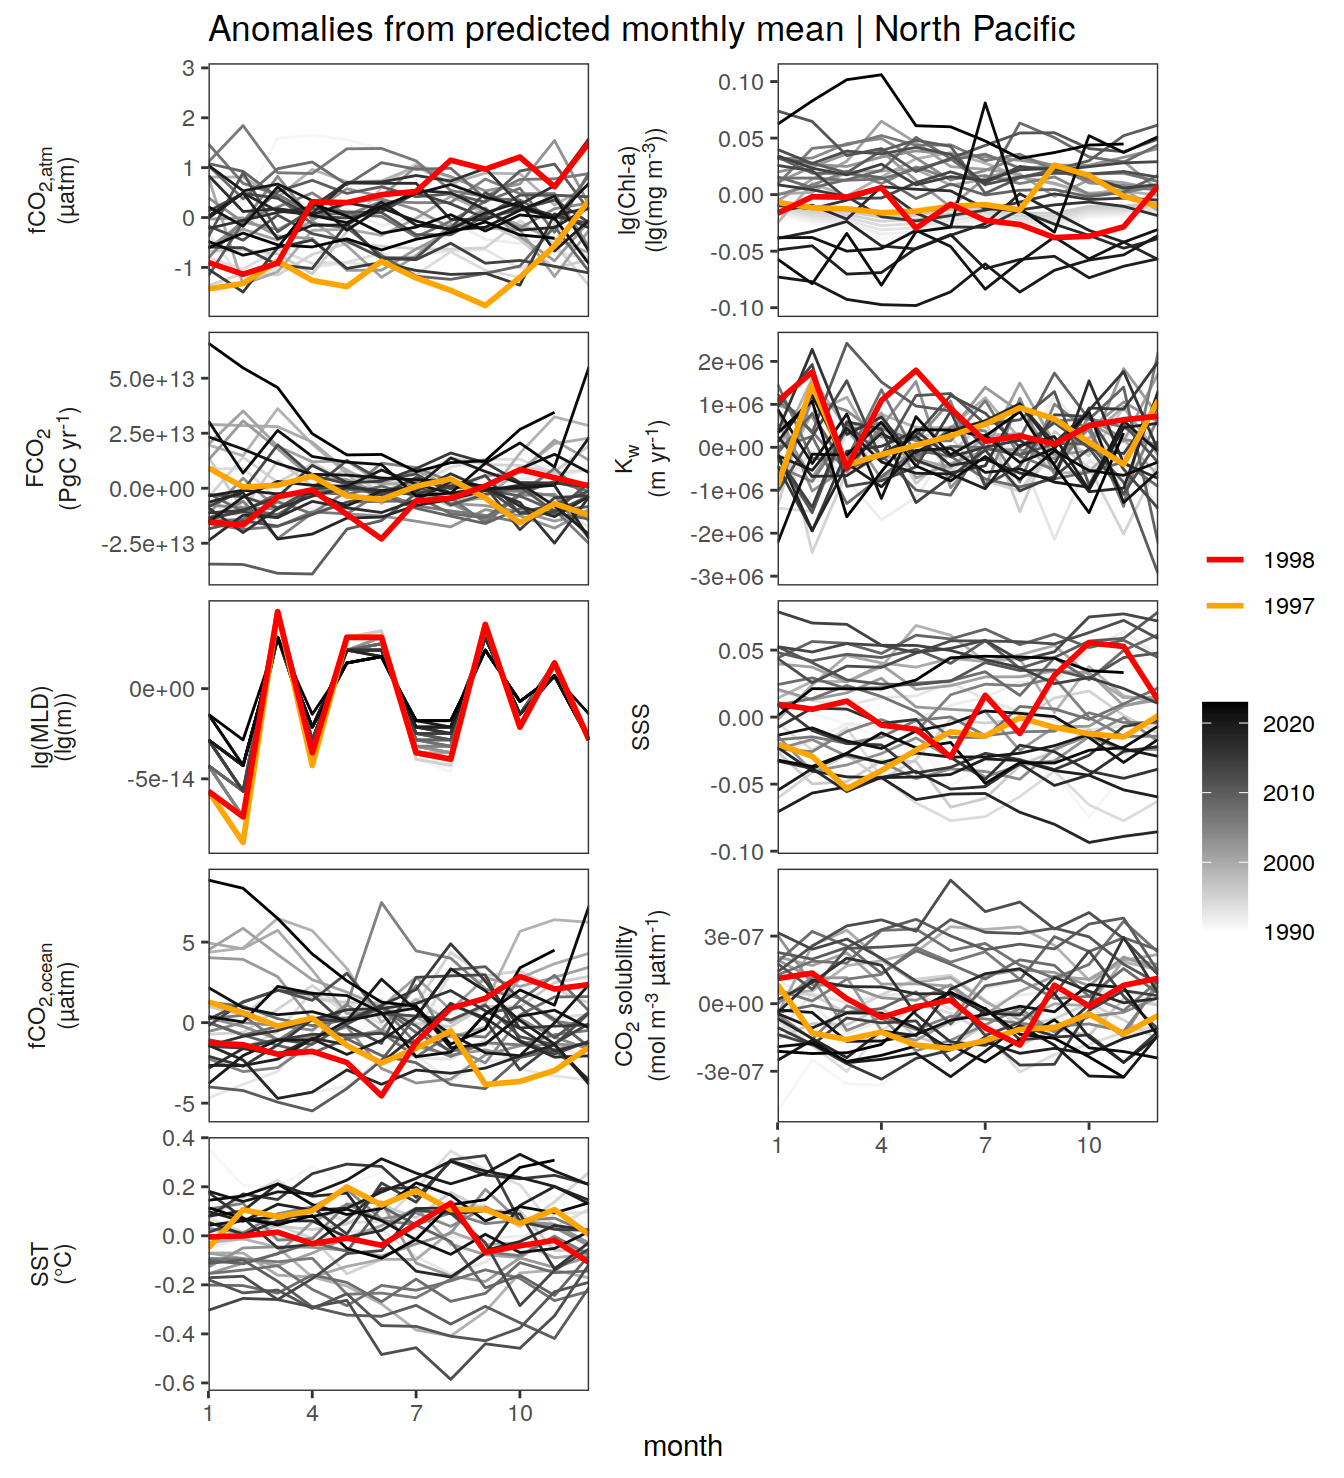 Anomalies from predicted monthly mean | North Pacific
fCO2,atm
(µatm)
3
2
1
0
-1
lg(Chl-a)
(lg(mg m-3))
0.10
0.05
0.00
-0.05
-0.10
FCO2
(PgC yr-1)
5.0e+13
2.5e+13
0.0e+00
-2.5e+13
Kw
(m yr-1)
2e+06
1e+06
0e+00
-1e+06
-2e+06
-3e+06
lg(MLD)
(lg(m))
0e+00
-5e-14
SSS
0.05
0.00
-0.05
-0.10
fCO2,ocean
(µatm)
5
0
-5
CO2 solubility
(mol m-3 µatm-1)
3e-07
0e+00
-3e-07
1 4 7 10
SST
(°C)
0.4
0.2
0.0
-0.2
-0.4
-0.6
1 4 7 10
month
1998
1997
2020
2010
2000
1990